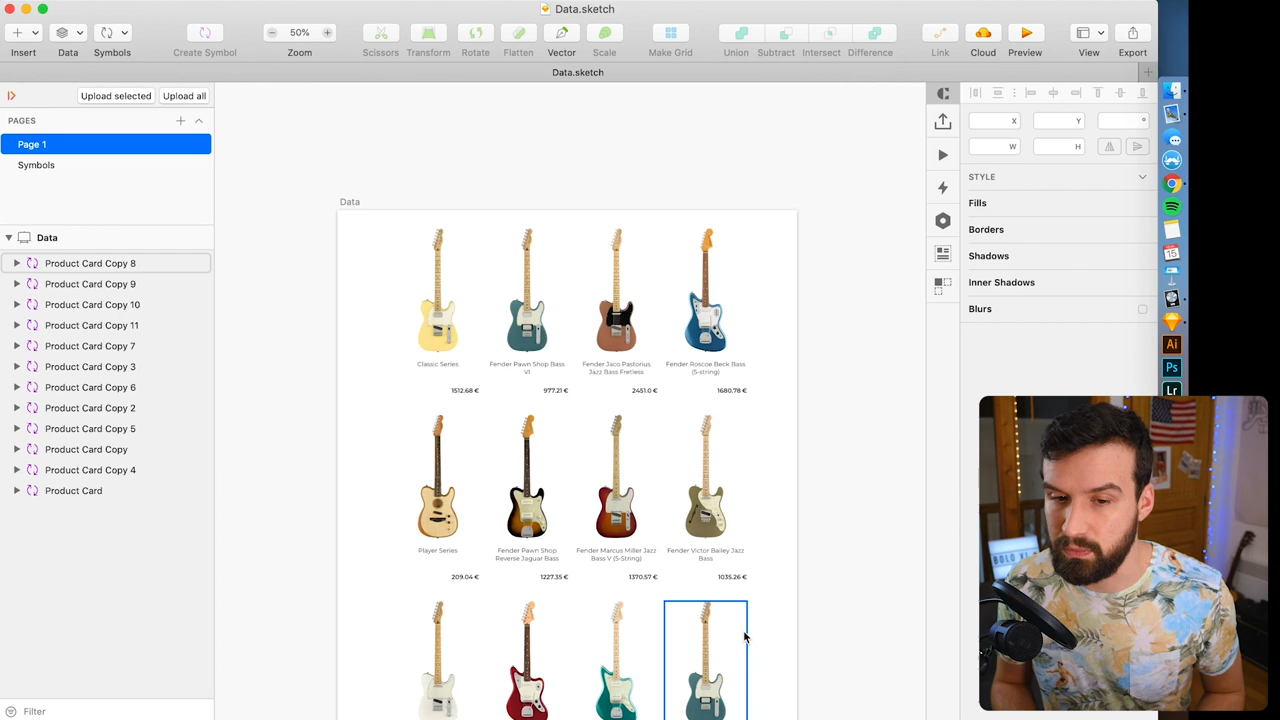 Data.sketch
Insert Data Symbols Create Symbol 50% Zoom Scissors Transform Rotate Flatten Vector Scale Make Grid Union Subtract Intersect Difference Link Cloud Preview View Export
Data.sketch
Upload selected Upload all
PAGES
Page 1
Symbols
Data
Product Card Copy 8
Product Card Copy 9
Product Card Copy 10
Product Card Copy 11
Product Card Copy 7
Product Card Copy 3
Product Card Copy 6
Product Card Copy 2
Product Card Copy 5
Product Card Copy
Product Card Copy 4
Product Card
Filter
Data
Classic Series
Fender Pawn Shop Bass
VI
Fender Jaco Pastorius
Jazz Bass Fretless
Fender Roscoe Beck Bass
(5-string)
1512.68 € 977.21 € 2451.0 € 1680.78 €
Player Series
Fender Pawn Shop
Reverse Jaguar Bass
Fender Marcus Miller Jazz
Bass V (5-String)
Fender Victor Bailey Jazz
Bass
209.04 € 1227.35 € 1370.57 € 1035.26 €
X Y °
W H
STYLE
Fills
Borders
Shadows
Inner Shadows
Blurs
15
Ai
Ps
Lr